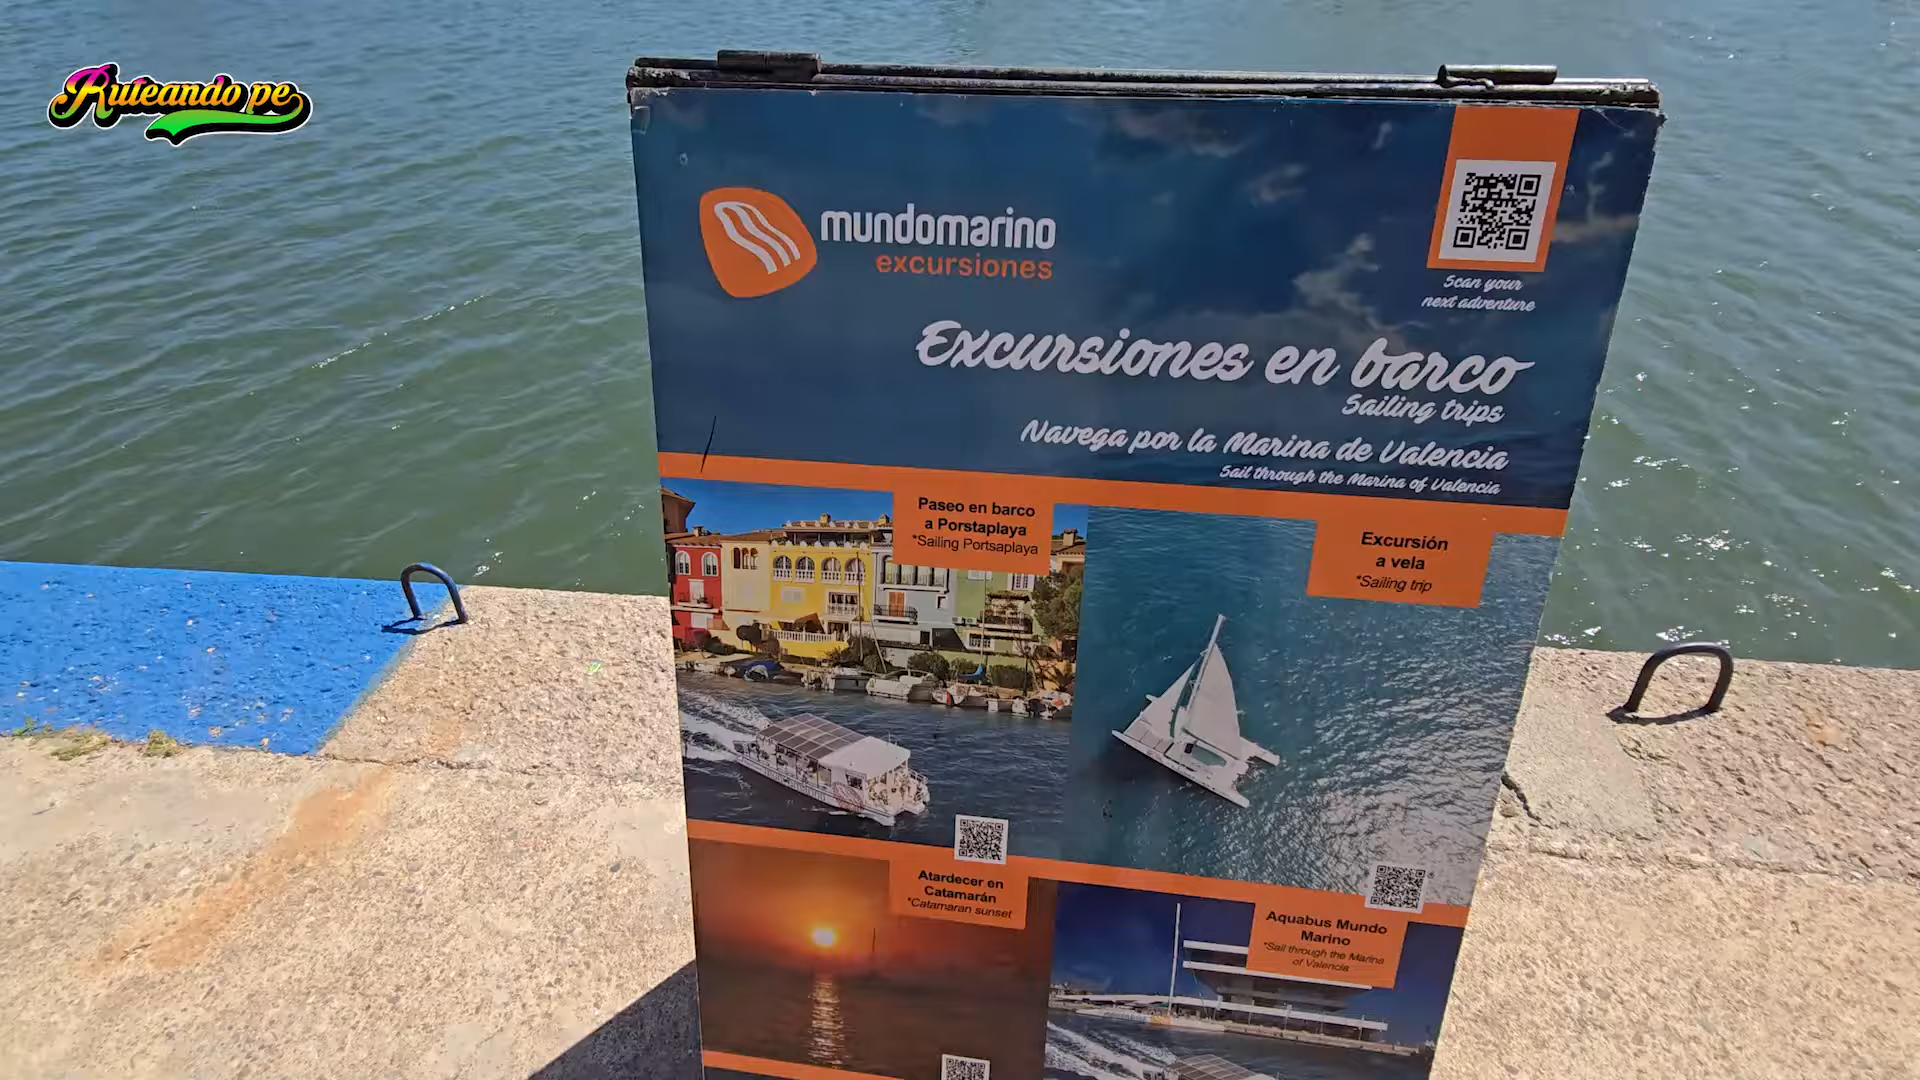 Ruteando pe
mundomarino
excursiones
Scan your
next adventure
Excursiones en barco
Sailing trips
Navega por la Marina de Valencia
Sail through the Marina of Valencia
Paseo en barco
a Porstaplaya
*Sailing Portsaplaya
Excursión
a vela
*Sailing trip
Atardecer en
Catamarán
*Catamaran sunset
Aquabus Mundo
Marino
*Sail through the Marina
of Valencia